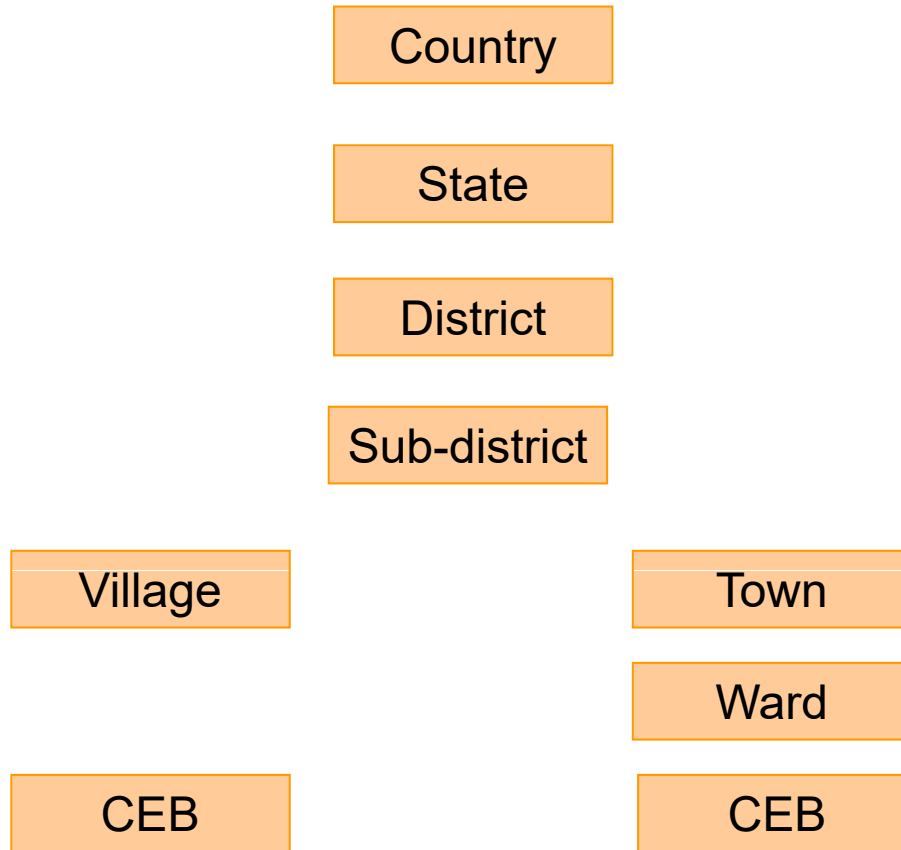 Country
State
District
Sub-district
Village
Town
Ward
CEB
CEB